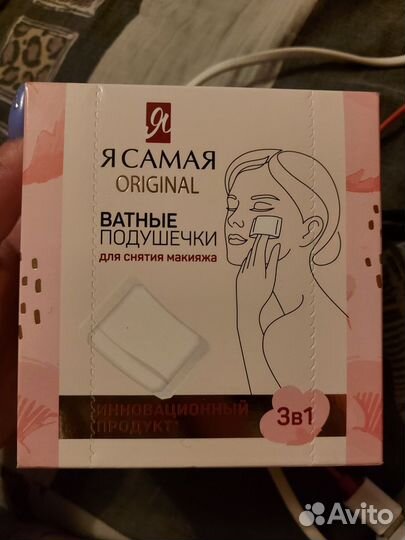 Я
Я САМАЯ
ORIGINAL
ВАТНЫЕ
ПОДУШЕЧКИ
для снятия макияжа
ИННОВАЦИОННЫЙ
ПРОДУКТ
3в1
Avito